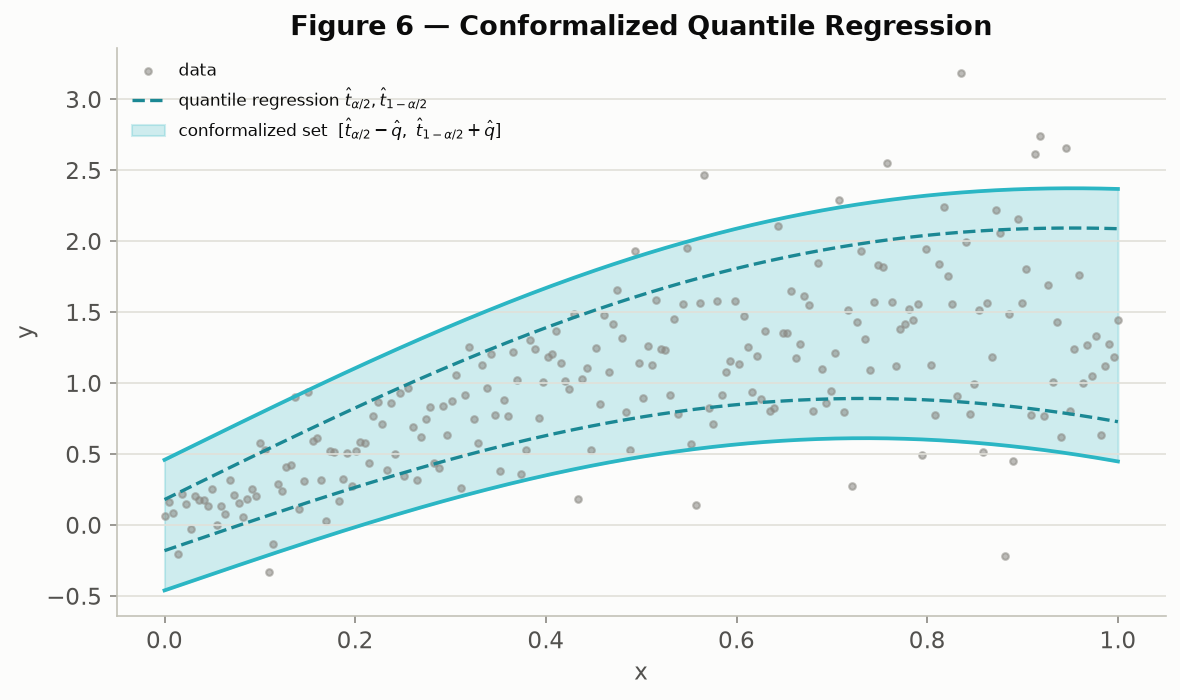 Figure 6 — Conformalized Quantile Regression
data
quantile regression t̂α/2, t̂1−α/2
conformalized set [t̂α/2 − q̂, t̂1−α/2 + q̂]
3.0
2.5
2.0
1.5
1.0
0.5
0.0
−0.5
y
0.0 0.2 0.4 0.6 0.8 1.0
x